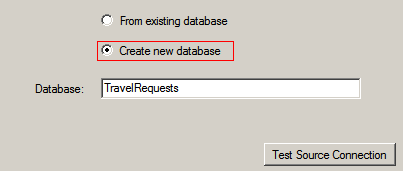 From existing database
Create new database
Database: TravelRequests
Test Source Connection